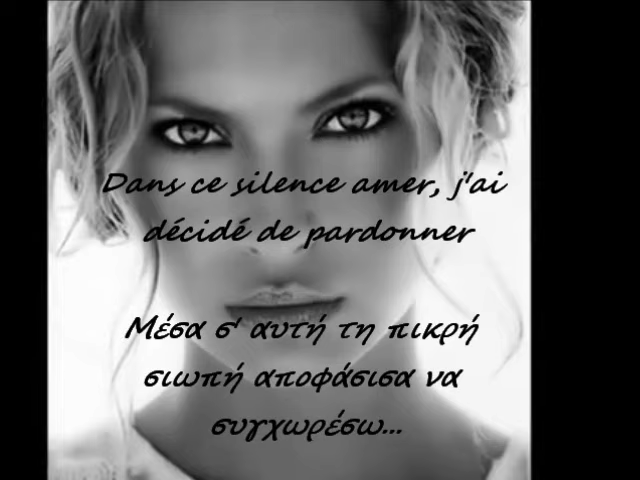 Dans ce silence amer, j'ai
décidé de pardonner
Μέσα σ' αυτή τη πικρή
σιωπή αποφάσισα να
συγχωρέσω...